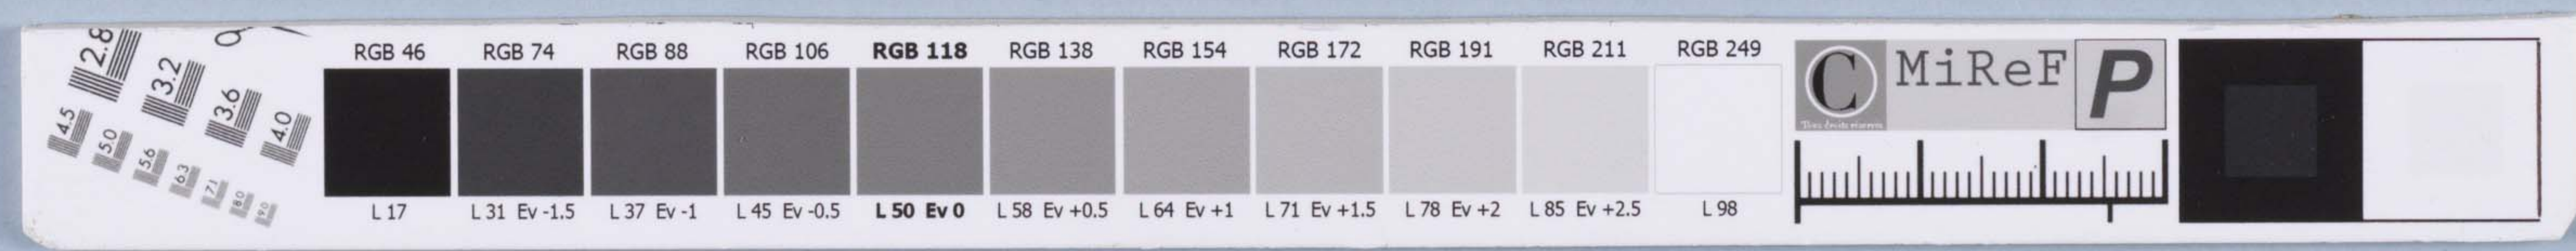 2.8
3.2
3.6
4.0
4.5
5.0
5.6
6.3
7.1
8.0
9.0
RGB 46 RGB 74 RGB 88 RGB 106 RGB 118 RGB 138 RGB 154 RGB 172 RGB 191 RGB 211 RGB 249
L 17 L 31 Ev -1.5 L 37 Ev -1 L 45 Ev -0.5 L 50 Ev 0 L 58 Ev +0.5 L 64 Ev +1 L 71 Ev +1.5 L 78 Ev +2 L 85 Ev +2.5 L 98
C MiReF P
Tous droits réservés